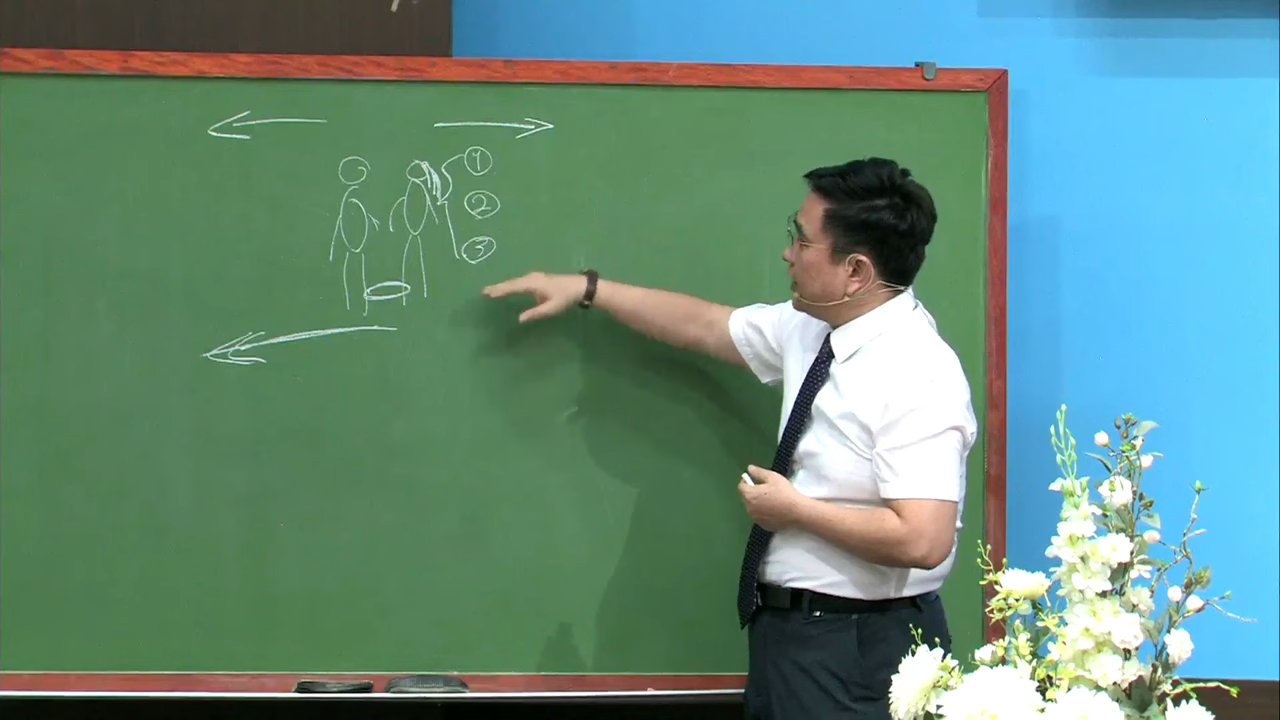 ①
②
③